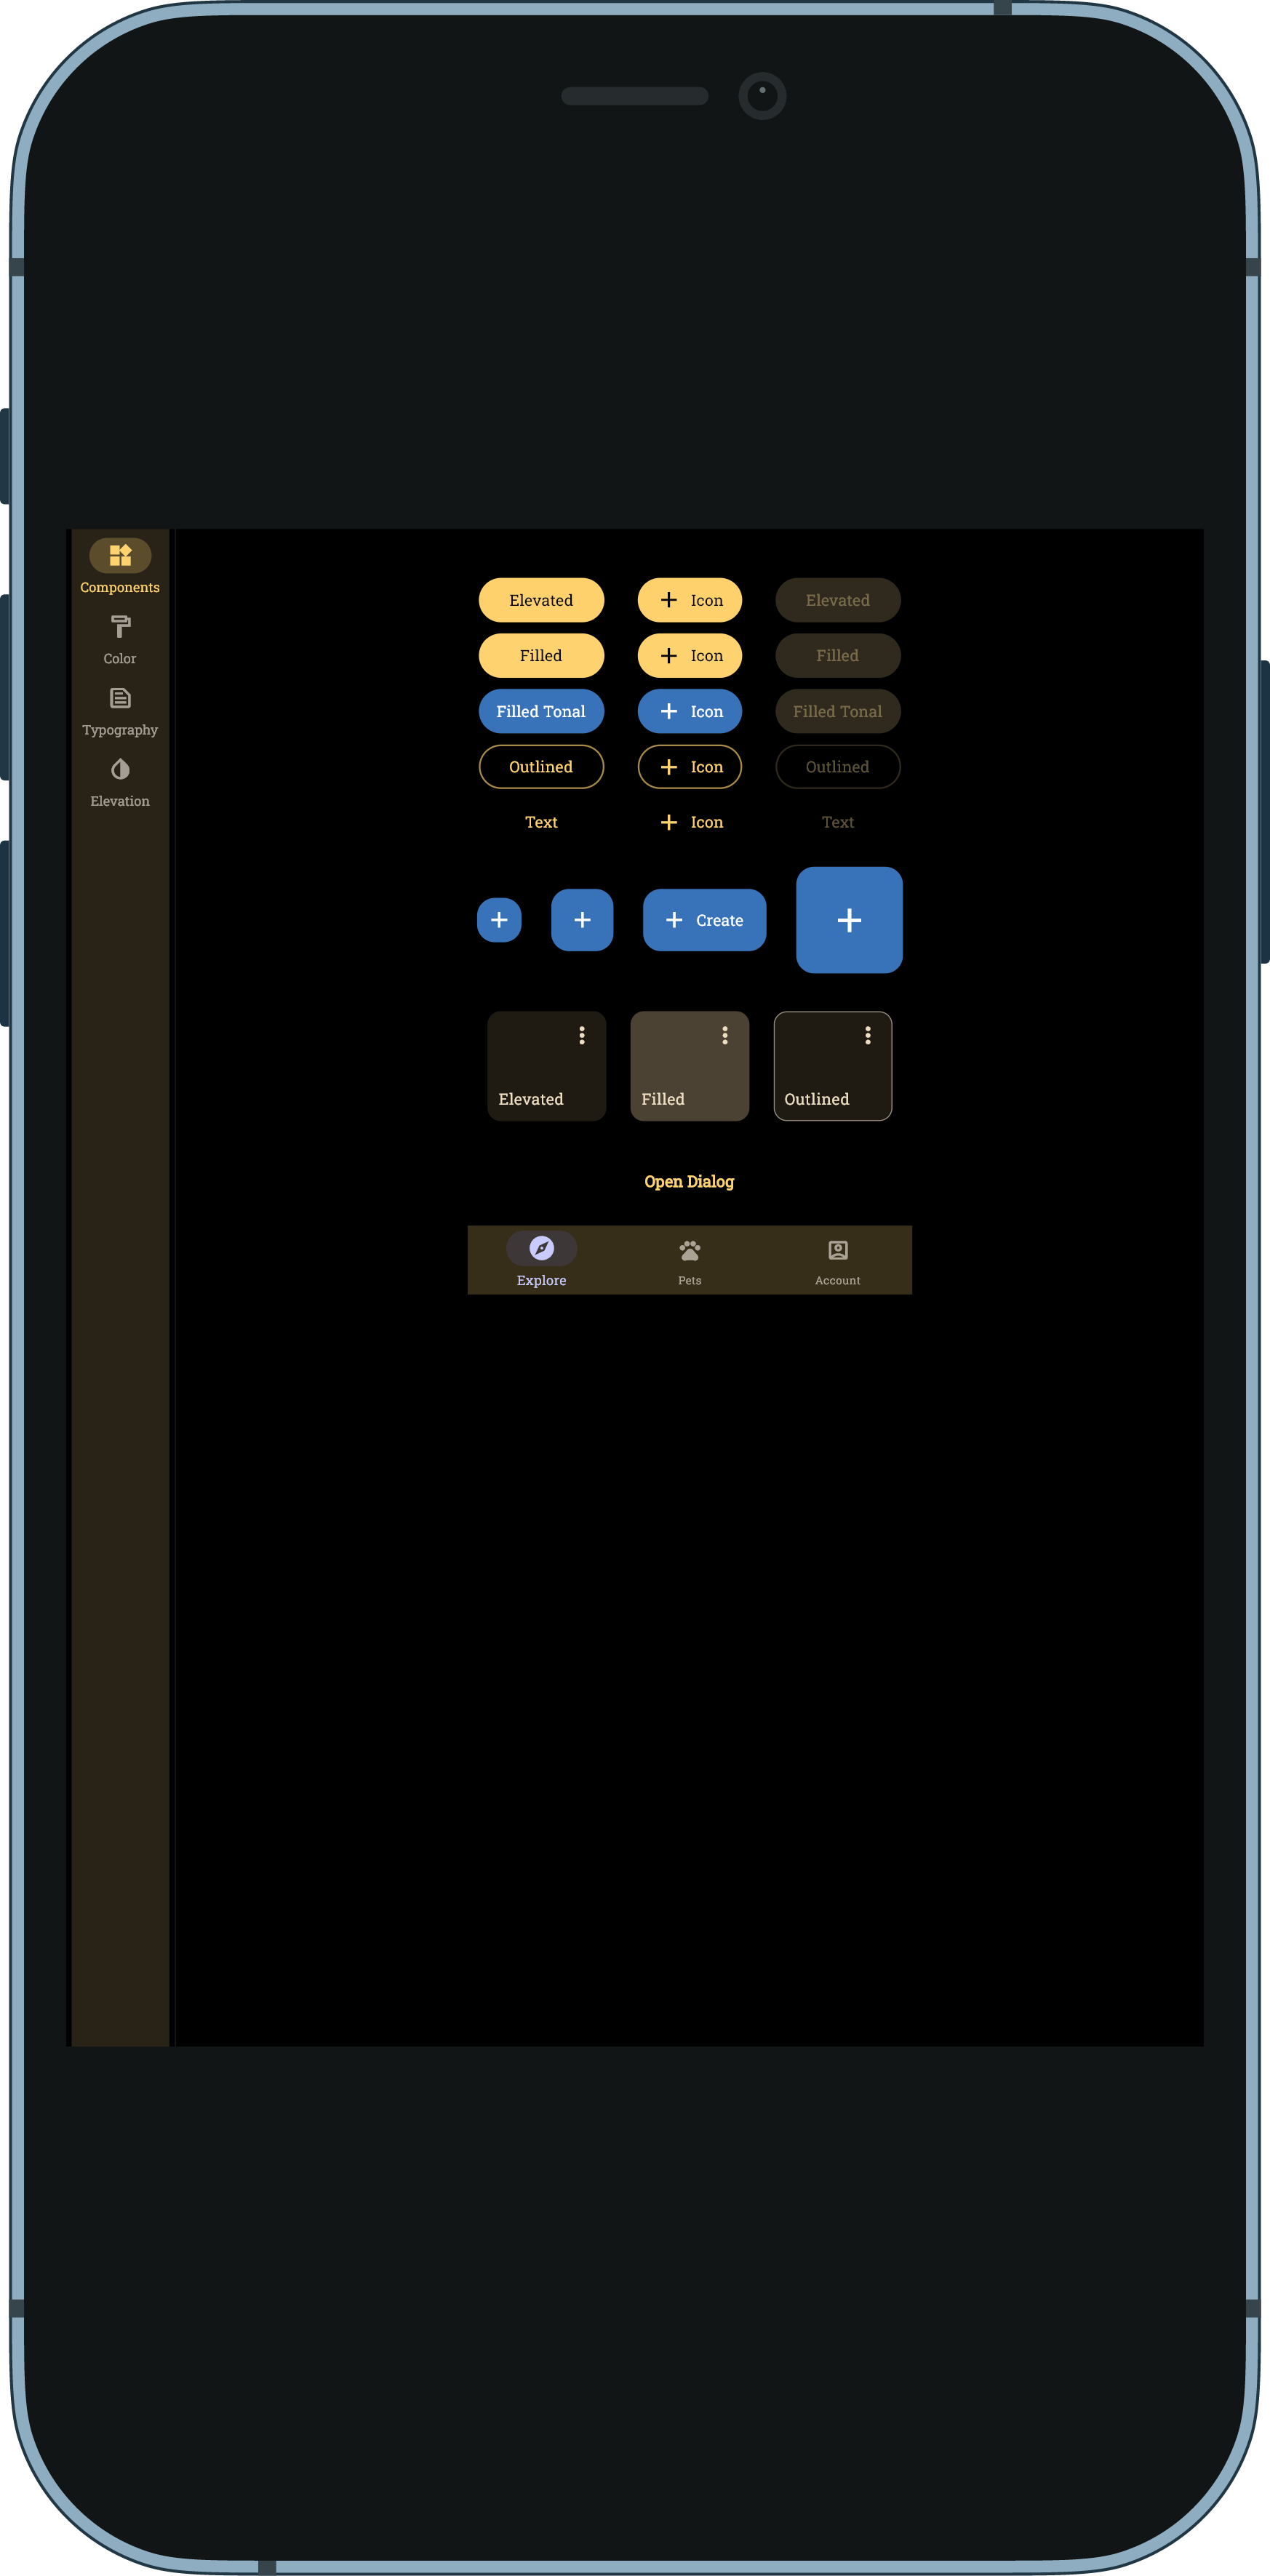 Components
Color
Typography
Elevation
Elevated
Icon
Elevated
Filled
Icon
Filled
Filled Tonal
Icon
Filled Tonal
Outlined
Icon
Outlined
Text
Icon
Text
Create
Elevated
Filled
Outlined
Open Dialog
Explore
Pets
Account